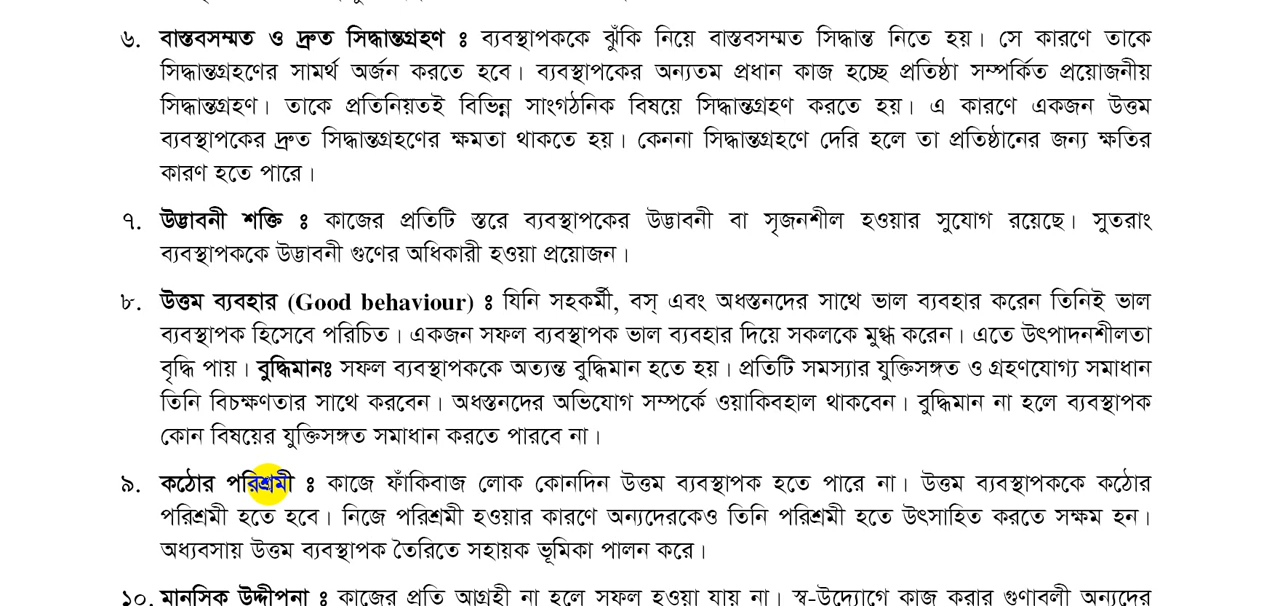 ৬. বাস্তবসম্মত ও দ্রুত সিদ্ধান্তগ্রহণ ঃ ব্যবস্থাপককে ঝুঁকি নিয়ে বাস্তবসম্মত সিদ্ধান্ত নিতে হয়। সে কারণে তাকে
সিদ্ধান্তগ্রহণের সামর্থ অর্জন করতে হবে। ব্যবস্থাপকের অন্যতম প্রধান কাজ হচ্ছে প্রতিষ্ঠা সম্পর্কিত প্রয়োজনীয়
সিদ্ধান্তগ্রহণ। তাকে প্রতিনিয়তই বিভিন্ন সাংগঠনিক বিষয়ে সিদ্ধান্তগ্রহণ করতে হয়। এ কারণে একজন উত্তম
ব্যবস্থাপকের দ্রুত সিদ্ধান্তগ্রহণের ক্ষমতা থাকতে হয়। কেননা সিদ্ধান্তগ্রহণে দেরি হলে তা প্রতিষ্ঠানের জন্য ক্ষতির
কারণ হতে পারে।
৭. উদ্ভাবনী শক্তি ঃ কাজের প্রতিটি স্তরে ব্যবস্থাপকের উদ্ভাবনী বা সৃজনশীল হওয়ার সুযোগ রয়েছে। সুতরাং
ব্যবস্থাপককে উদ্ভাবনী গুণের অধিকারী হওয়া প্রয়োজন।
৮. উত্তম ব্যবহার (Good behaviour) ঃ যিনি সহকর্মী, বস্ এবং অধস্তনদের সাথে ভাল ব্যবহার করেন তিনিই ভাল
ব্যবস্থাপক হিসেবে পরিচিত। একজন সফল ব্যবস্থাপক ভাল ব্যবহার দিয়ে সকলকে মুগ্ধ করেন। এতে উৎপাদনশীলতা
বৃদ্ধি পায়। বুদ্ধিমানঃ সফল ব্যবস্থাপককে অত্যন্ত বুদ্ধিমান হতে হয়। প্রতিটি সমস্যার যুক্তিসঙ্গত ও গ্রহণযোগ্য সমাধান
তিনি বিচক্ষণতার সাথে করবেন। অধস্তনদের অভিযোগ সম্পর্কে ওয়াকিবহাল থাকবেন। বুদ্ধিমান না হলে ব্যবস্থাপক
কোন বিষয়ের যুক্তিসঙ্গত সমাধান করতে পারবে না।
৯. কঠোর পরিশ্রমী ঃ কাজে ফাঁকিবাজ লোক কোনদিন উত্তম ব্যবস্থাপক হতে পারে না। উত্তম ব্যবস্থাপককে কঠোর
পরিশ্রমী হতে হবে। নিজে পরিশ্রমী হওয়ার কারণে অন্যদেরকেও তিনি পরিশ্রমী হতে উৎসাহিত করতে সক্ষম হন।
অধ্যবসায় উত্তম ব্যবস্থাপক তৈরিতে সহায়ক ভূমিকা পালন করে।
১০. মানসিক উদ্দীপনা ঃ কাজের প্রতি আগ্রহী না হলে সফল হওয়া যায় না। স্ব-উদ্যোগে কাজ করার গুণাবলী অন্যদের